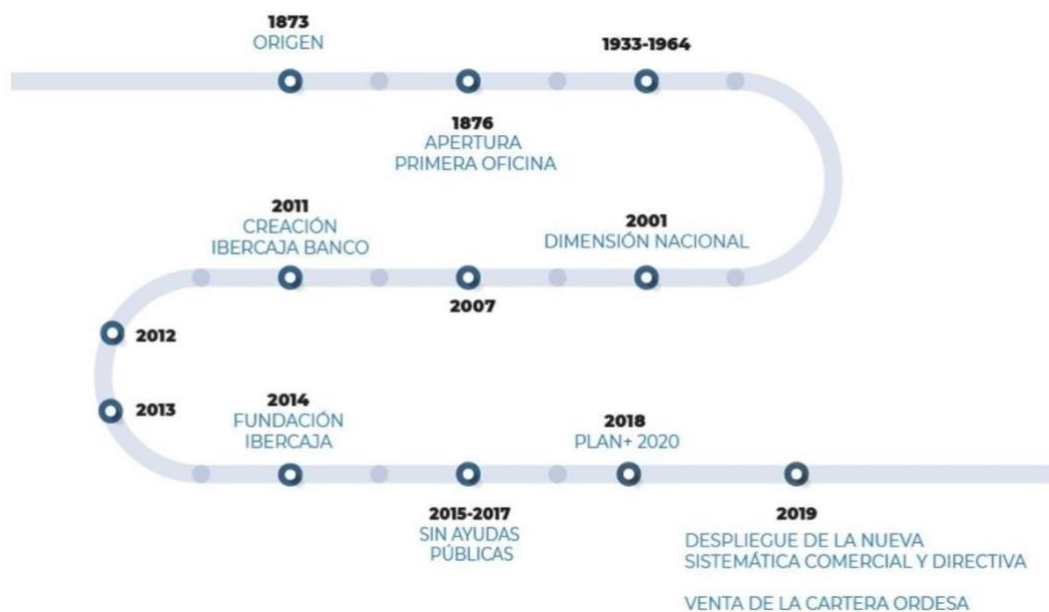 1873
ORIGEN
1876
APERTURA
PRIMERA OFICINA
1933-1964
2001
DIMENSIÓN NACIONAL
2007
2011
CREACIÓN
IBERCAJA BANCO
2012
2013
2014
FUNDACIÓN
IBERCAJA
2015-2017
SIN AYUDAS
PÚBLICAS
2018
PLAN+ 2020
2019
DESPLIEGUE DE LA NUEVA
SISTEMÁTICA COMERCIAL Y DIRECTIVA
VENTA DE LA CARTERA ORDESA